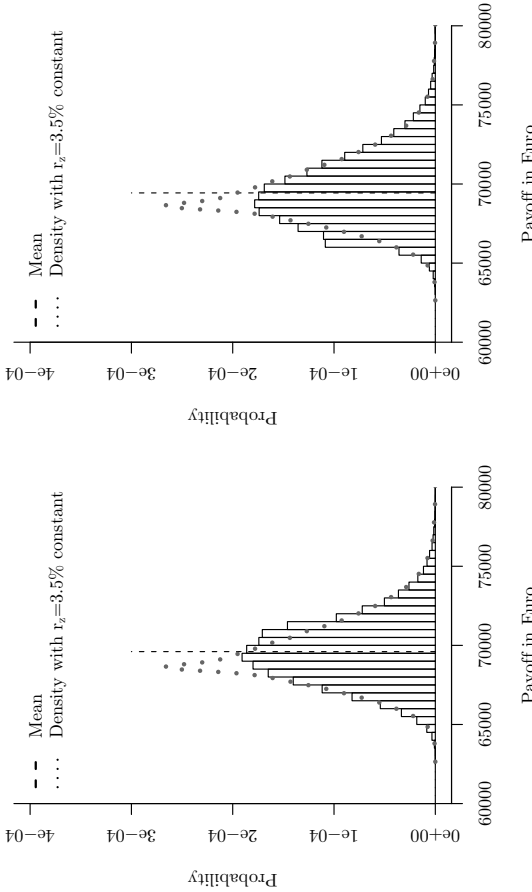 Mean
Density with r_z=3.5% constant
4e−04
3e−04
2e−04
1e−04
0e+00
Probability
60000 65000 70000 75000 80000
Payoff in Euro
Mean
Density with r_z=3.5% constant
4e−04
3e−04
2e−04
1e−04
0e+00
Probability
60000 65000 70000 75000 80000
Payoff in Euro